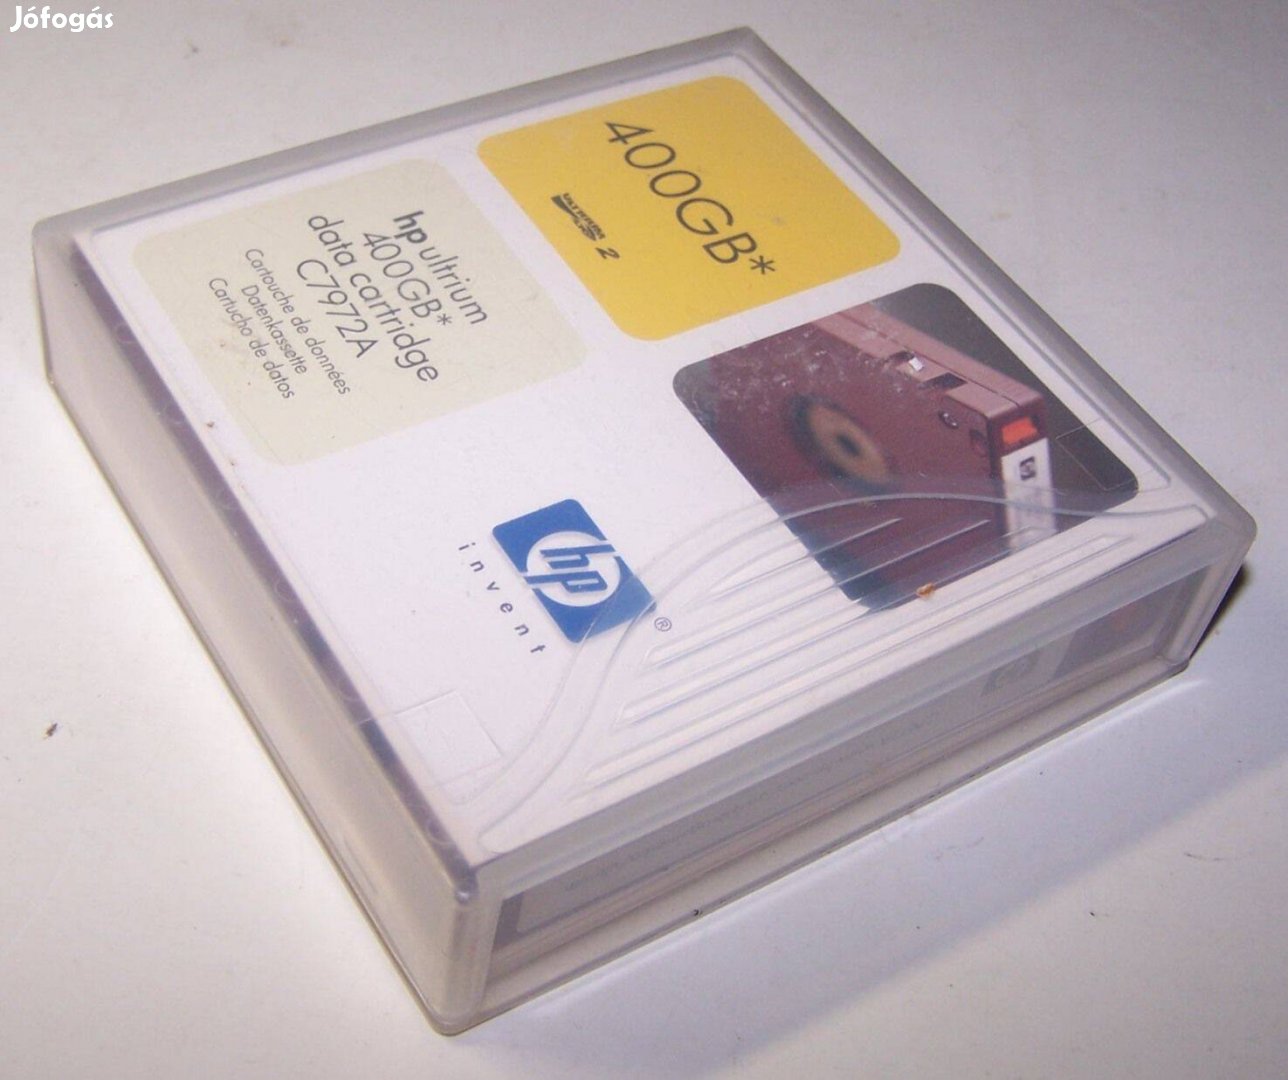 Jófogás
400GB*
ULTRIUM
LTO 2
hp ultrium
400GB*
data cartridge
C7972A
Cartouche de données
Datenkassette
Cartucho de datos
hp
invent
®